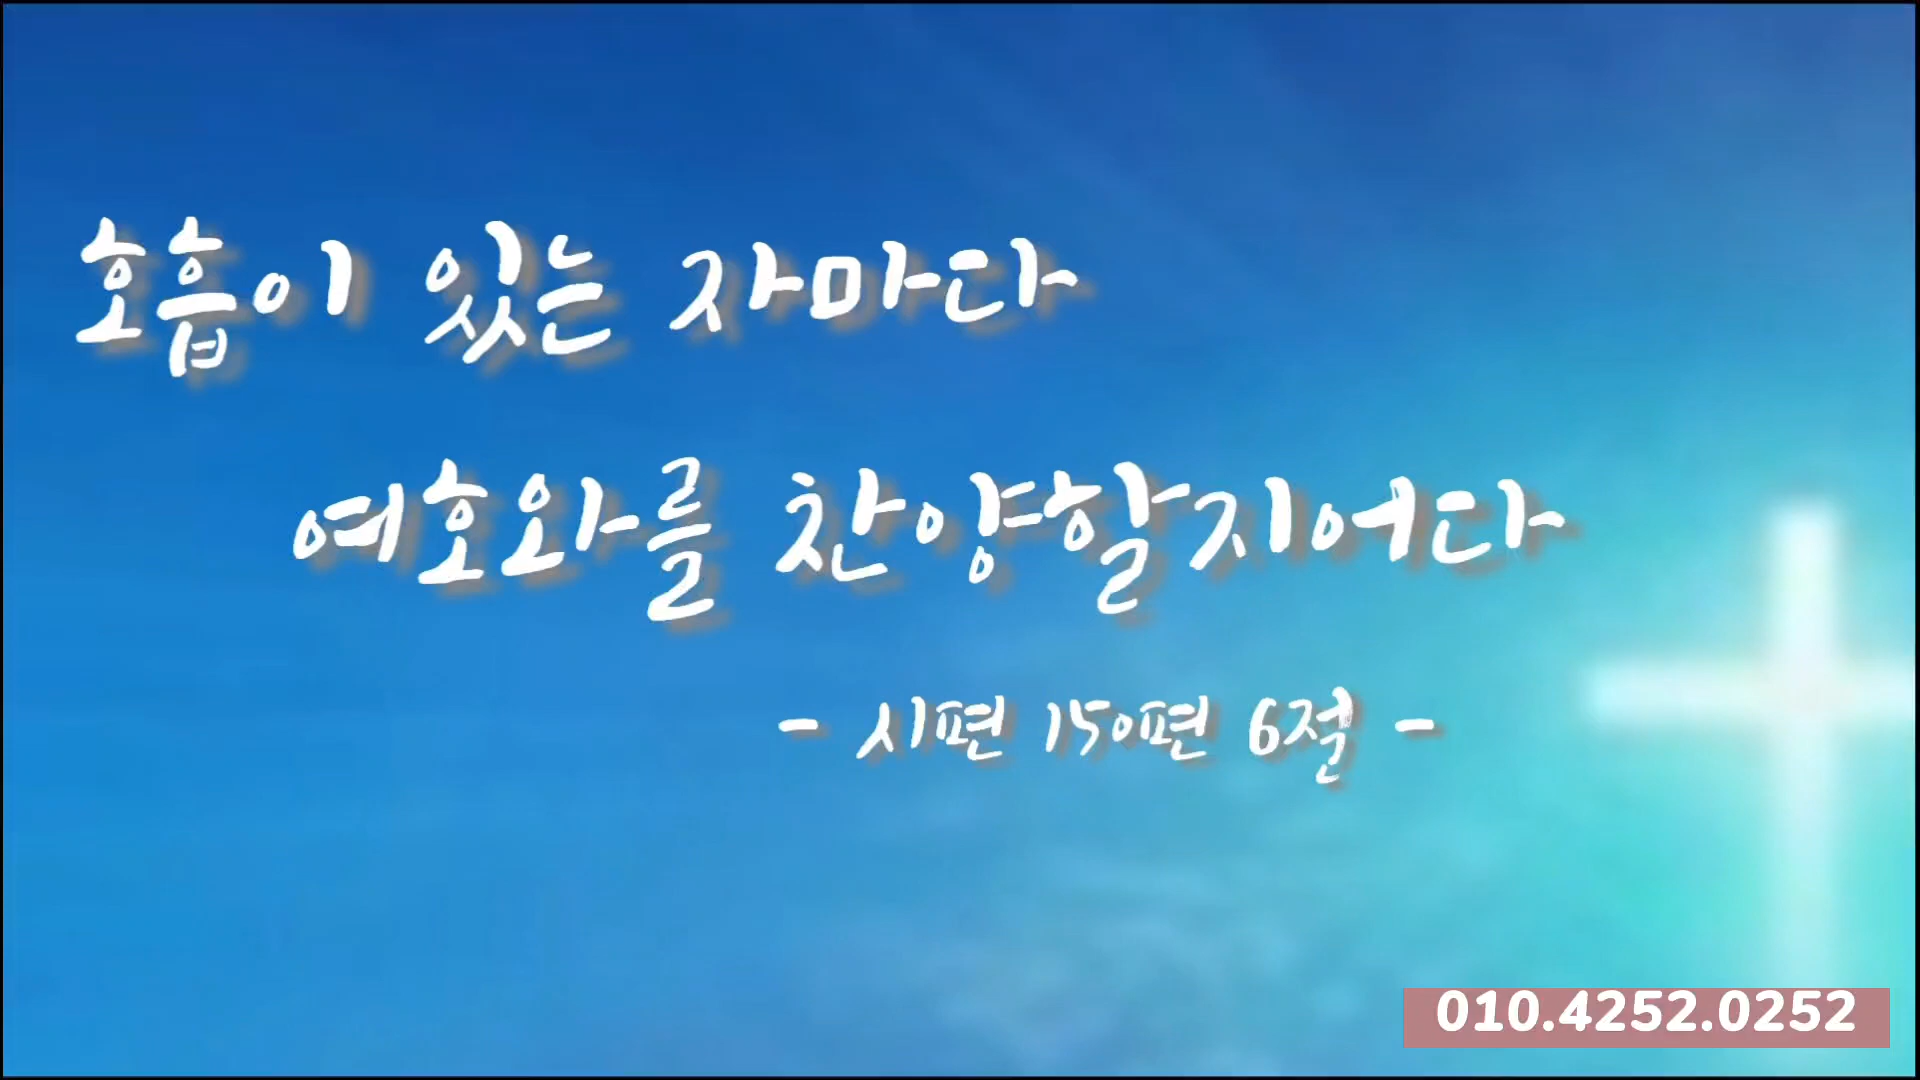 호흡이 있는 자마다
여호와를 찬양할지어다
- 시편 150편 6절 -
010.4252.0252